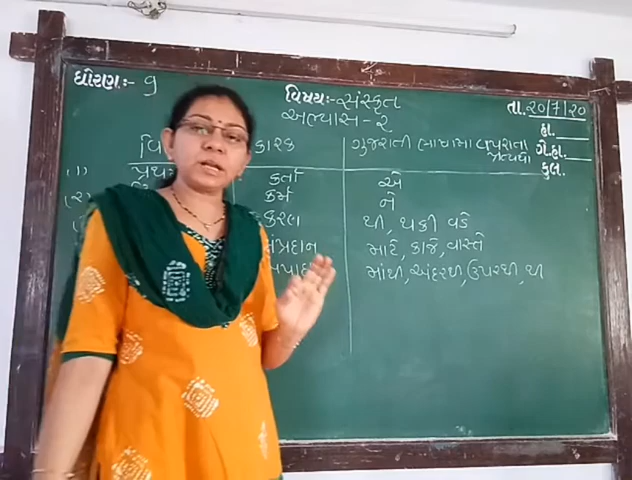 ધોરણ:- 9
વિષય:- સંસ્કૃત
અભ્યાસ - ૨
તા. ૨૦/૭/૨૦
હા.
ગે.હા.
કુલ.
કારક ગુજરાતી ભાષામાં વપરાતા પ્રત્યયો
(૧) કર્તા એ
(૨) કર્મ ને
કરણ થી, થકી વડે
સંપ્રદાન માટે, કાજે, વાસ્તે
માંથી, અંદરથી, ઉપરથી, થી